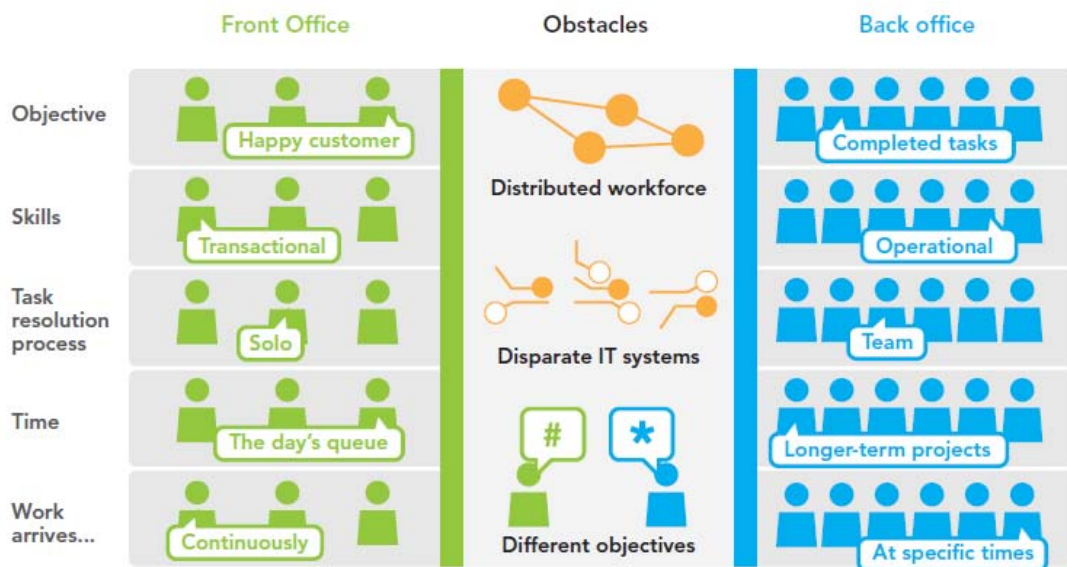 Front Office
Obstacles
Back office
Objective
Happy customer
Distributed workforce
Completed tasks
Skills
Transactional
Operational
Task
resolution
process
Solo
Disparate IT systems
Team
Time
The day's queue
#
*
Longer-term projects
Work
arrives...
Continuously
Different objectives
At specific times